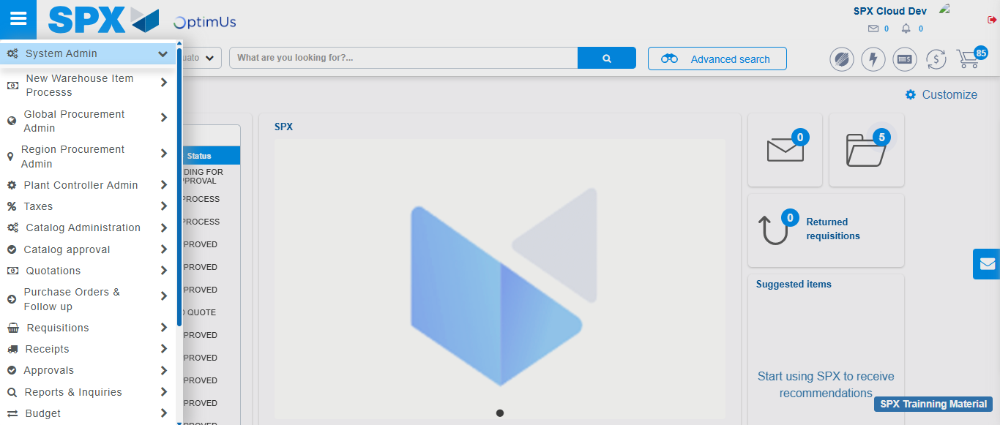 SPX
OptimUs
SPX Cloud Dev
0
0
System Admin
uato
What are you looking for?...
Advanced search
85
Customize
New Warehouse Item
Processs
Global Procurement
Admin
Region Procurement
Admin
Plant Controller Admin
Taxes
Catalog Administration
Catalog approval
Quotations
Purchase Orders &
Follow up
Requisitions
Receipts
Approvals
Reports & Inquiries
Budget
Status
DING FOR
PROVAL
PROCESS
PROCESS
PROVED
PROVED
PROVED
QUOTE
PROVED
PROVED
PROVED
PROVED
SPX
0
5
0
Returned
requisitions
Suggested items
Start using SPX to receive
recommendations
SPX Trainning Material